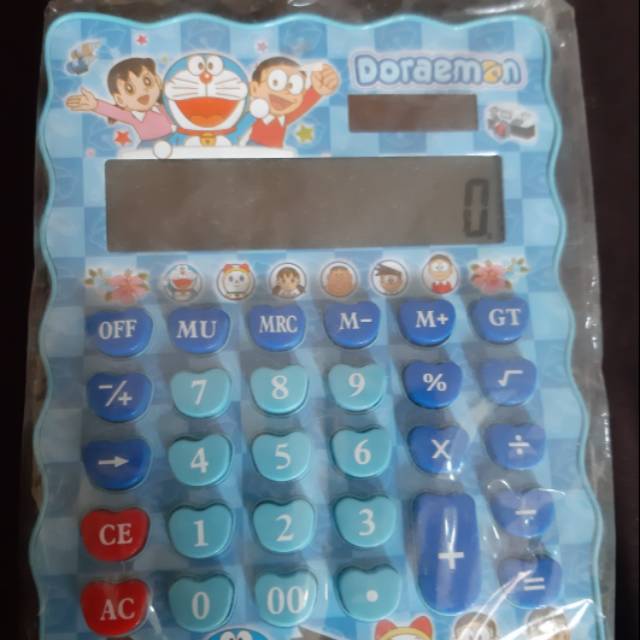 Doraemon
0.
OFF MU MRC M− M+ GT
⁻/+ 7 8 9 % √
→ 4 5 6 X ÷
CE 1 2 3 + −
AC 0 00 . =